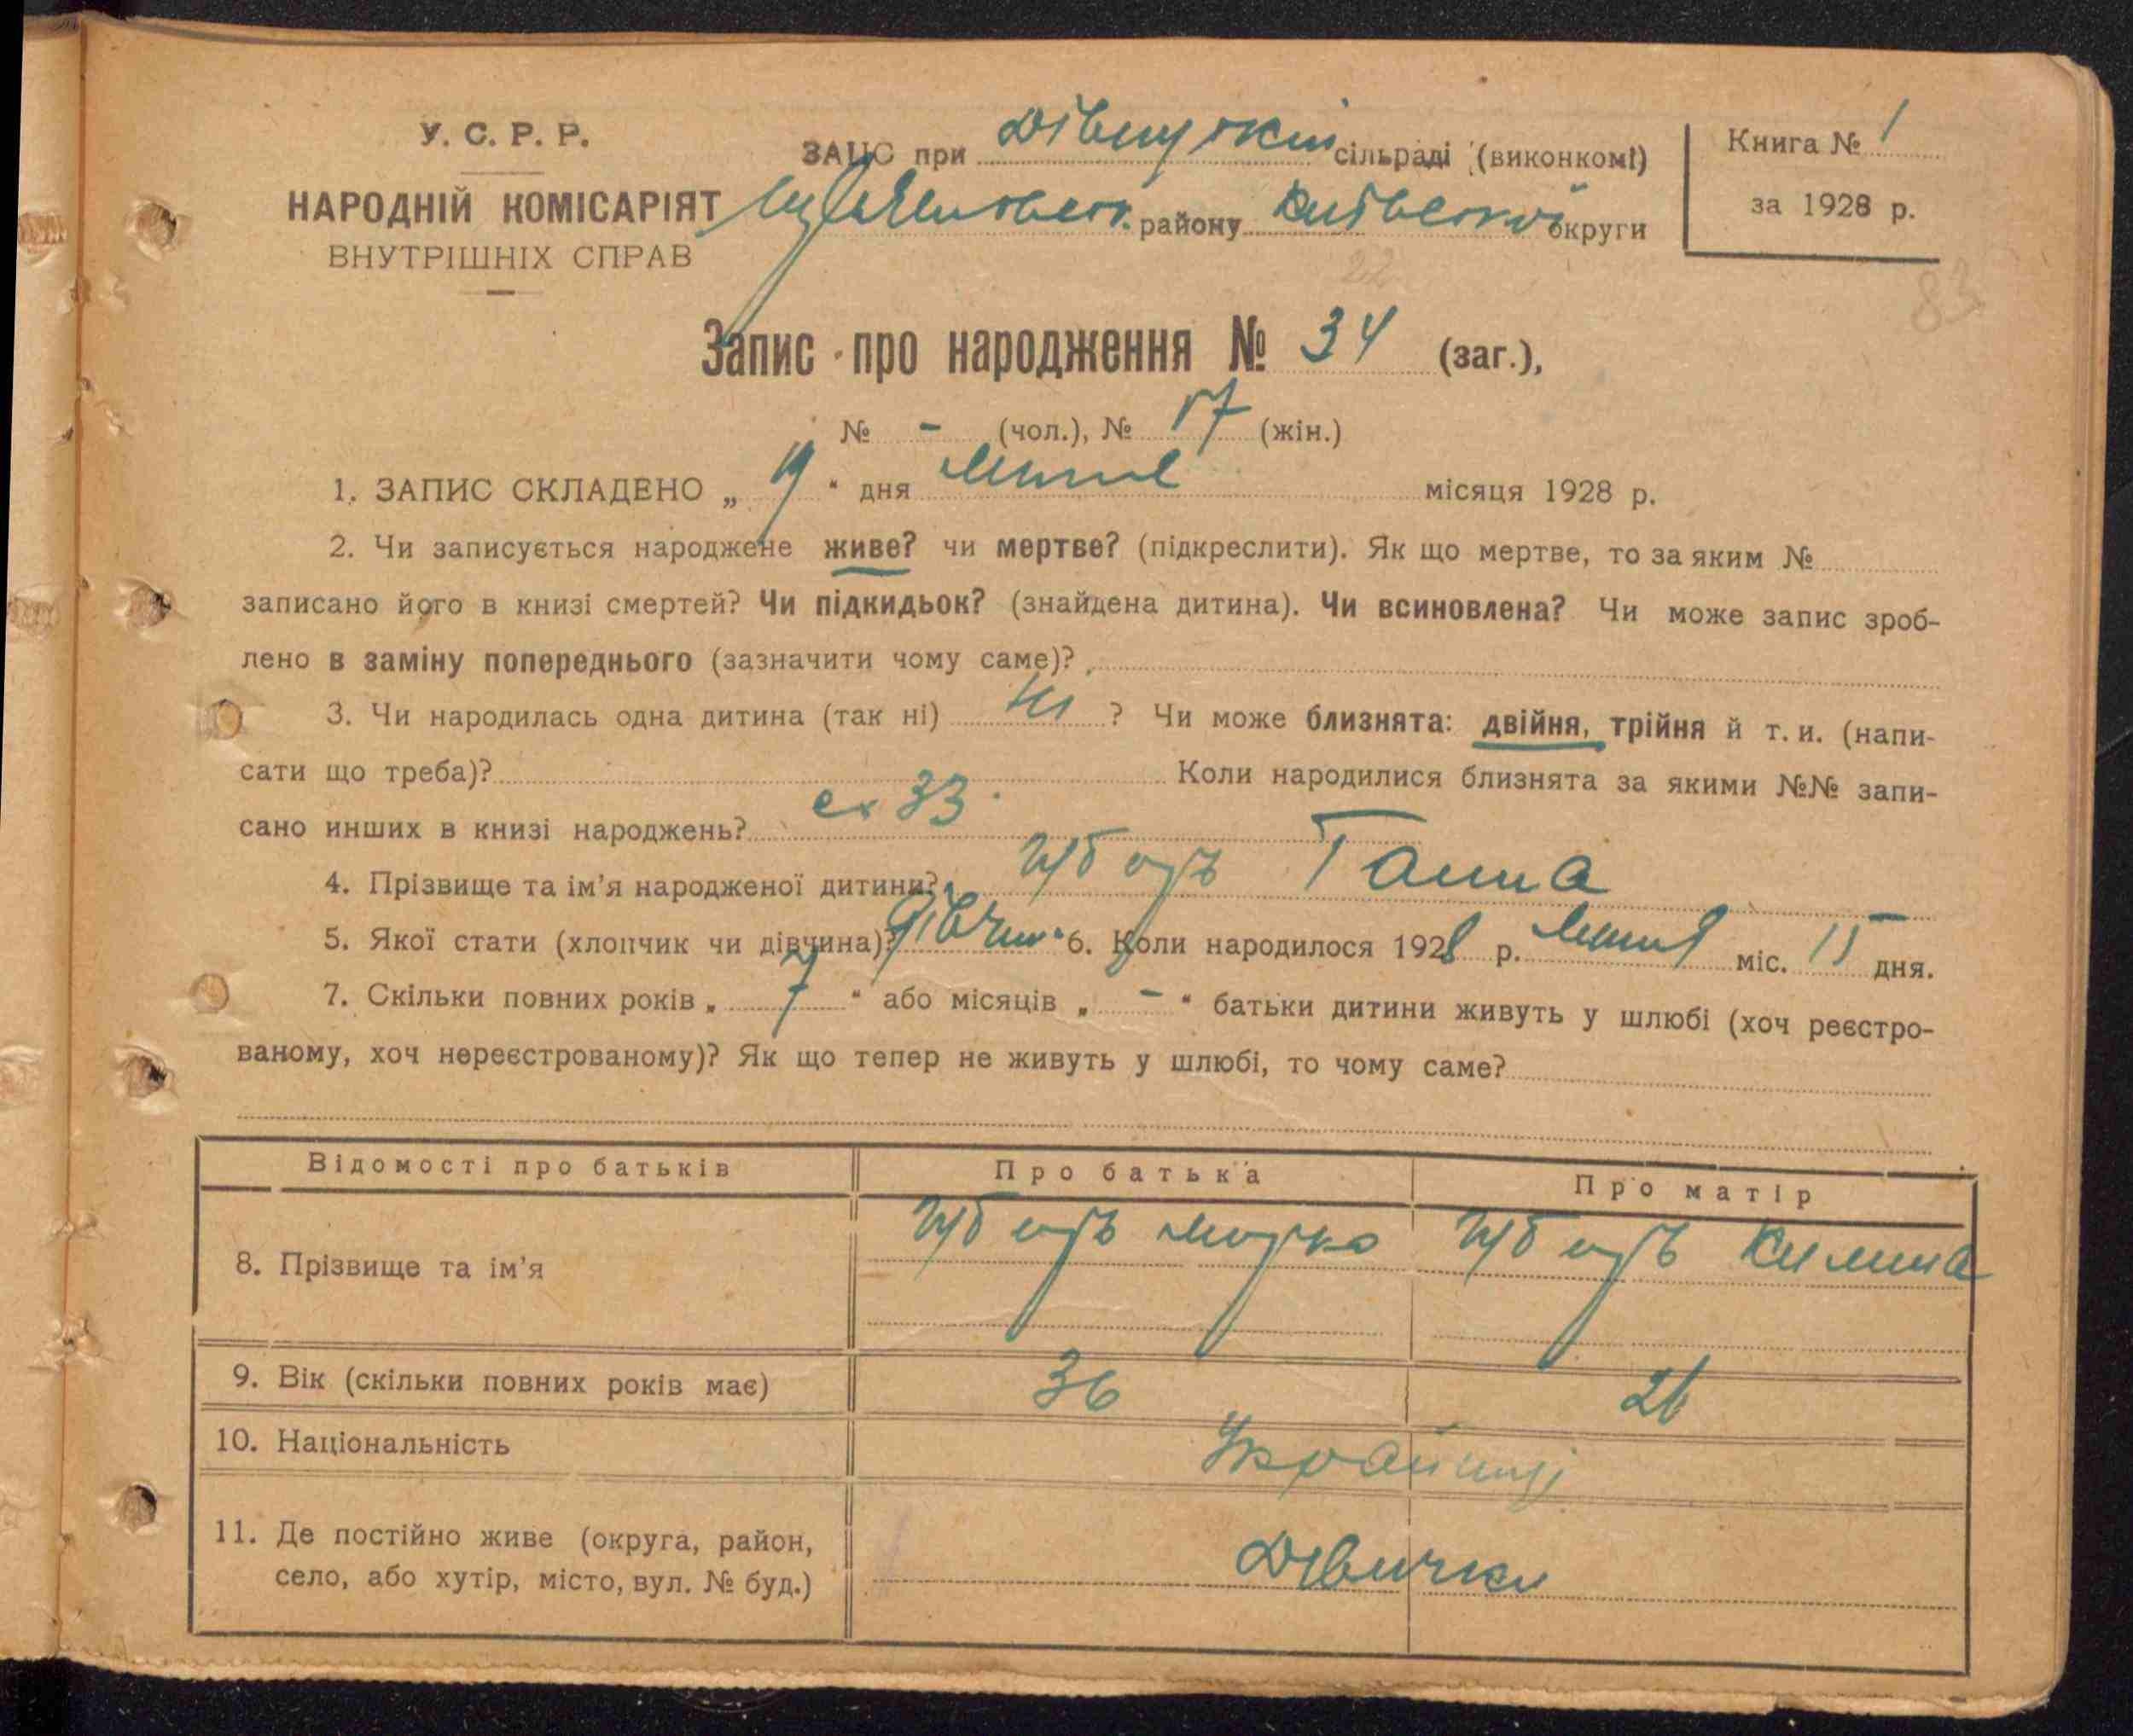 У. С. Р. Р.
НАРОДНІЙ КОМІСАРІЯТ
ВНУТРІШНІХ СПРАВ
ЗАЦС при сільраді (виконкомі)
району Київської округи
Книга № 1
за 1928 р.
83
22
Запис про народження № 34 (заг.),
№ - (чол.), № 17 (жін.)
1. ЗАПИС СКЛАДЕНО „ 19 “ дня липня місяця 1928 р.
2. Чи записується народжене живе? чи мертве? (підкреслити). Як що мертве, то за яким №
записано його в книзі смертей? Чи підкидьок? (знайдена дитина). Чи всиновлена? Чи може запис зроб-
лено в заміну попереднього (зазначити чому саме)?
3. Чи народилась одна дитина (так ні) Ні ? Чи може близнята: двійня, трійня й т. и. (напи-
сати що треба)? Коли народилися близнята за якими №№ запи-
сано инших в книзі народжень? 33
4. Прізвище та ім’я народженої дитини? Ганна
5. Якої стати (хлопчик чи дівчина)? дівчин. 6. Коли народилося 1928 р. липня міс. 15 дня.
7. Скільки повних років „ 7 “ або місяців „ - “ батьки дитини живуть у шлюбі (хоч реєстро-
ваному, хоч нереєстрованому)? Як що тепер не живуть у шлюбі, то чому саме?
Відомості про батьків Про батька Про матір
8. Прізвище та ім’я
9. Вік (скільки повних років має) 36 26
10. Національність Українці
11. Де постійно живе (округа, район,
село, або хутір, місто, вул. № буд.) Дівички